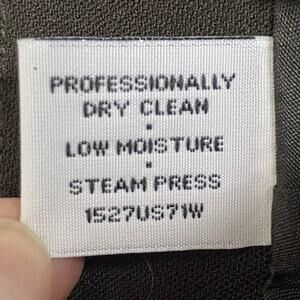 PROFESSIONALLY
DRY CLEAN
•
LOW MOISTURE
•
STEAM PRESS
1527US71W